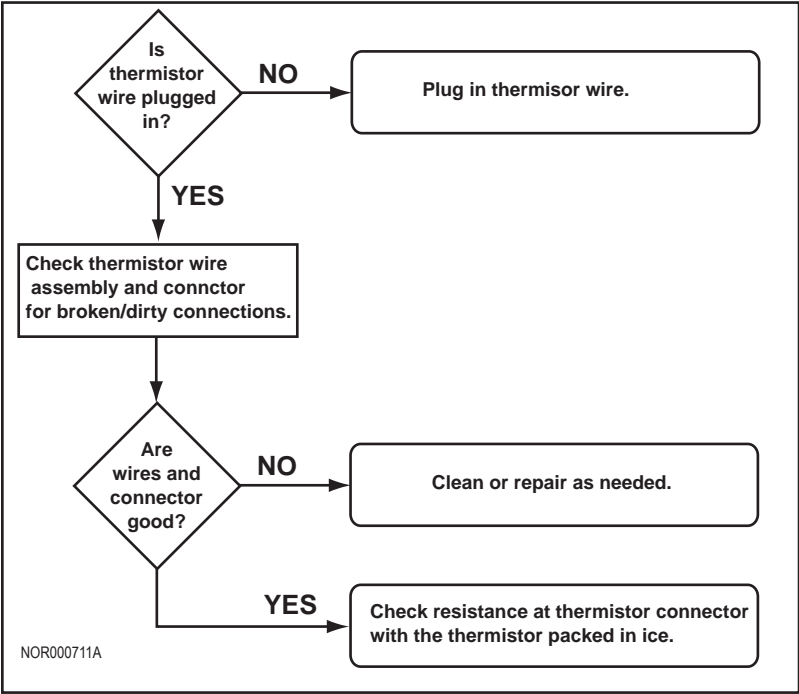 Is
thermistor
wire plugged
in?
NO
Plug in thermisor wire.
YES
Check thermistor wire
assembly and connctor
for broken/dirty connections.
Are
wires and
connector
good?
NO
Clean or repair as needed.
YES
Check resistance at thermistor connector
with the thermistor packed in ice.
NOR000711A